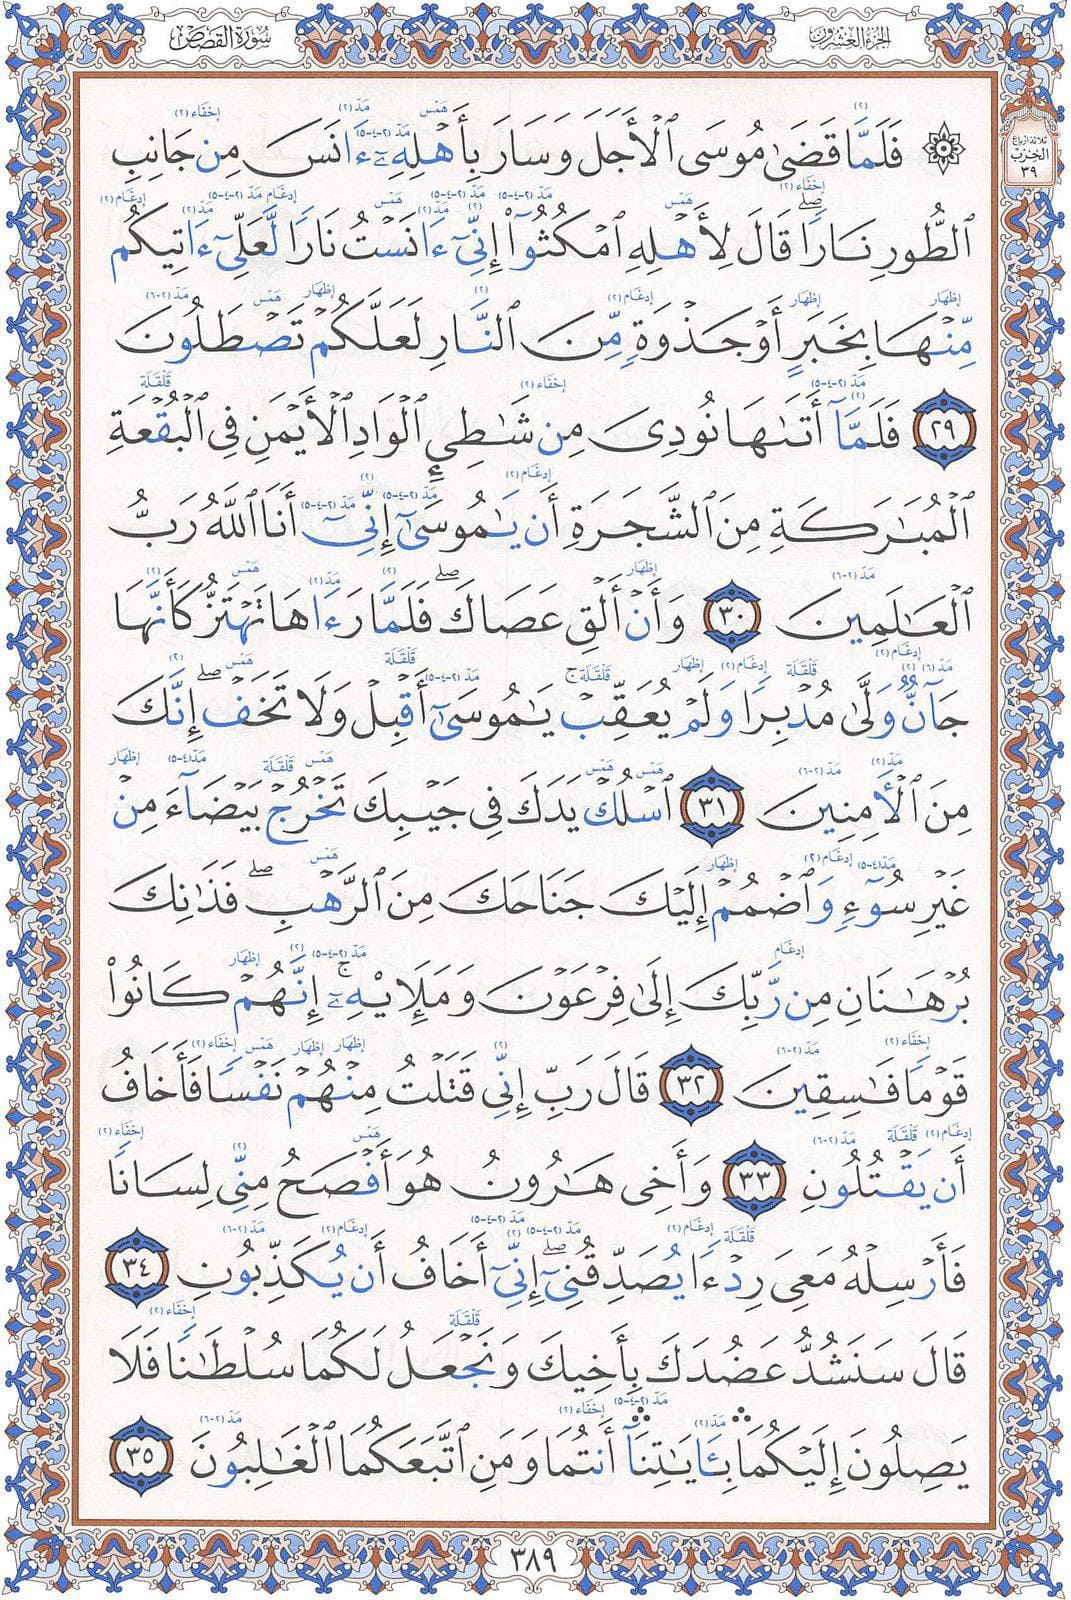 سورة القصص
الجزء العشرون
ثلاثة أرباع
الحزب
٣٩
۞ فَلَمَّا قَضَىٰ مُوسَى ٱلْأَجَلَ وَسَارَ بِأَهْلِهِۦٓ ءَانَسَ مِن جَانِبِ
ٱلطُّورِ نَارًاۖ قَالَ لِأَهْلِهِ ٱمْكُثُوٓاْ إِنِّىٓ ءَانَسْتُ نَارًا لَّعَلِّىٓ ءَاتِيكُم
مِّنْهَا بِخَبَرٍ أَوْ جَذْوَةٍ مِّنَ ٱلنَّارِ لَعَلَّكُمْ تَصْطَلُونَ
٢٩ فَلَمَّآ أَتَىٰهَا نُودِىَ مِن شَٰطِئِ ٱلْوَادِ ٱلْأَيْمَنِ فِى ٱلْبُقْعَةِ
ٱلْمُبَٰرَكَةِ مِنَ ٱلشَّجَرَةِ أَن يَٰمُوسَىٰٓ إِنِّىٓ أَنَا ٱللَّهُ رَبُّ
ٱلْعَٰلَمِينَ ٣٠ وَأَنْ أَلْقِ عَصَاكَۖ فَلَمَّا رَءَاهَا تَهْتَزُّ كَأَنَّهَا
جَآنٌّ وَلَّىٰ مُدْبِرًا وَلَمْ يُعَقِّبْۚ يَٰمُوسَىٰٓ أَقْبِلْ وَلَا تَخَفْۖ إِنَّكَ
مِنَ ٱلْأٓمِنِينَ ٣١ ٱسْلُكْ يَدَكَ فِى جَيْبِكَ تَخْرُجْ بَيْضَآءَ مِنْ
غَيْرِ سُوٓءٍ وَٱضْمُمْ إِلَيْكَ جَنَاحَكَ مِنَ ٱلرَّهْبِۖ فَذَٰنِكَ
بُرْهَٰنَانِ مِن رَّبِّكَ إِلَىٰ فِرْعَوْنَ وَمَلَإِيْهِۦٓۚ إِنَّهُمْ كَانُواْ
قَوْمًا فَٰسِقِينَ ٣٢ قَالَ رَبِّ إِنِّى قَتَلْتُ مِنْهُمْ نَفْسًا فَأَخَافُ
أَن يَقْتُلُونِ ٣٣ وَأَخِى هَٰرُونُ هُوَ أَفْصَحُ مِنِّى لِسَانًا
فَأَرْسِلْهُ مَعِىَ رِدْءًا يُصَدِّقُنِىٓۖ إِنِّىٓ أَخَافُ أَن يُكَذِّبُونِ ٣٤
قَالَ سَنَشُدُّ عَضُدَكَ بِأَخِيكَ وَنَجْعَلُ لَكُمَا سُلْطَٰنًا فَلَا
يَصِلُونَ إِلَيْكُمَاۛ بِـَٔايَٰتِنَآۛ أَنتُمَا وَمَنِ ٱتَّبَعَكُمَا ٱلْغَٰلِبُونَ ٣٥
٣٨٩